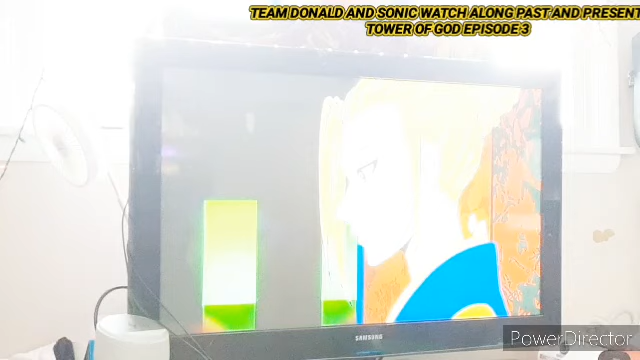 TEAM DONALD AND SONIC WATCH ALONG PAST AND PRESENT
TOWER OF GOD EPISODE 3
SAMSUNG
PowerDirector